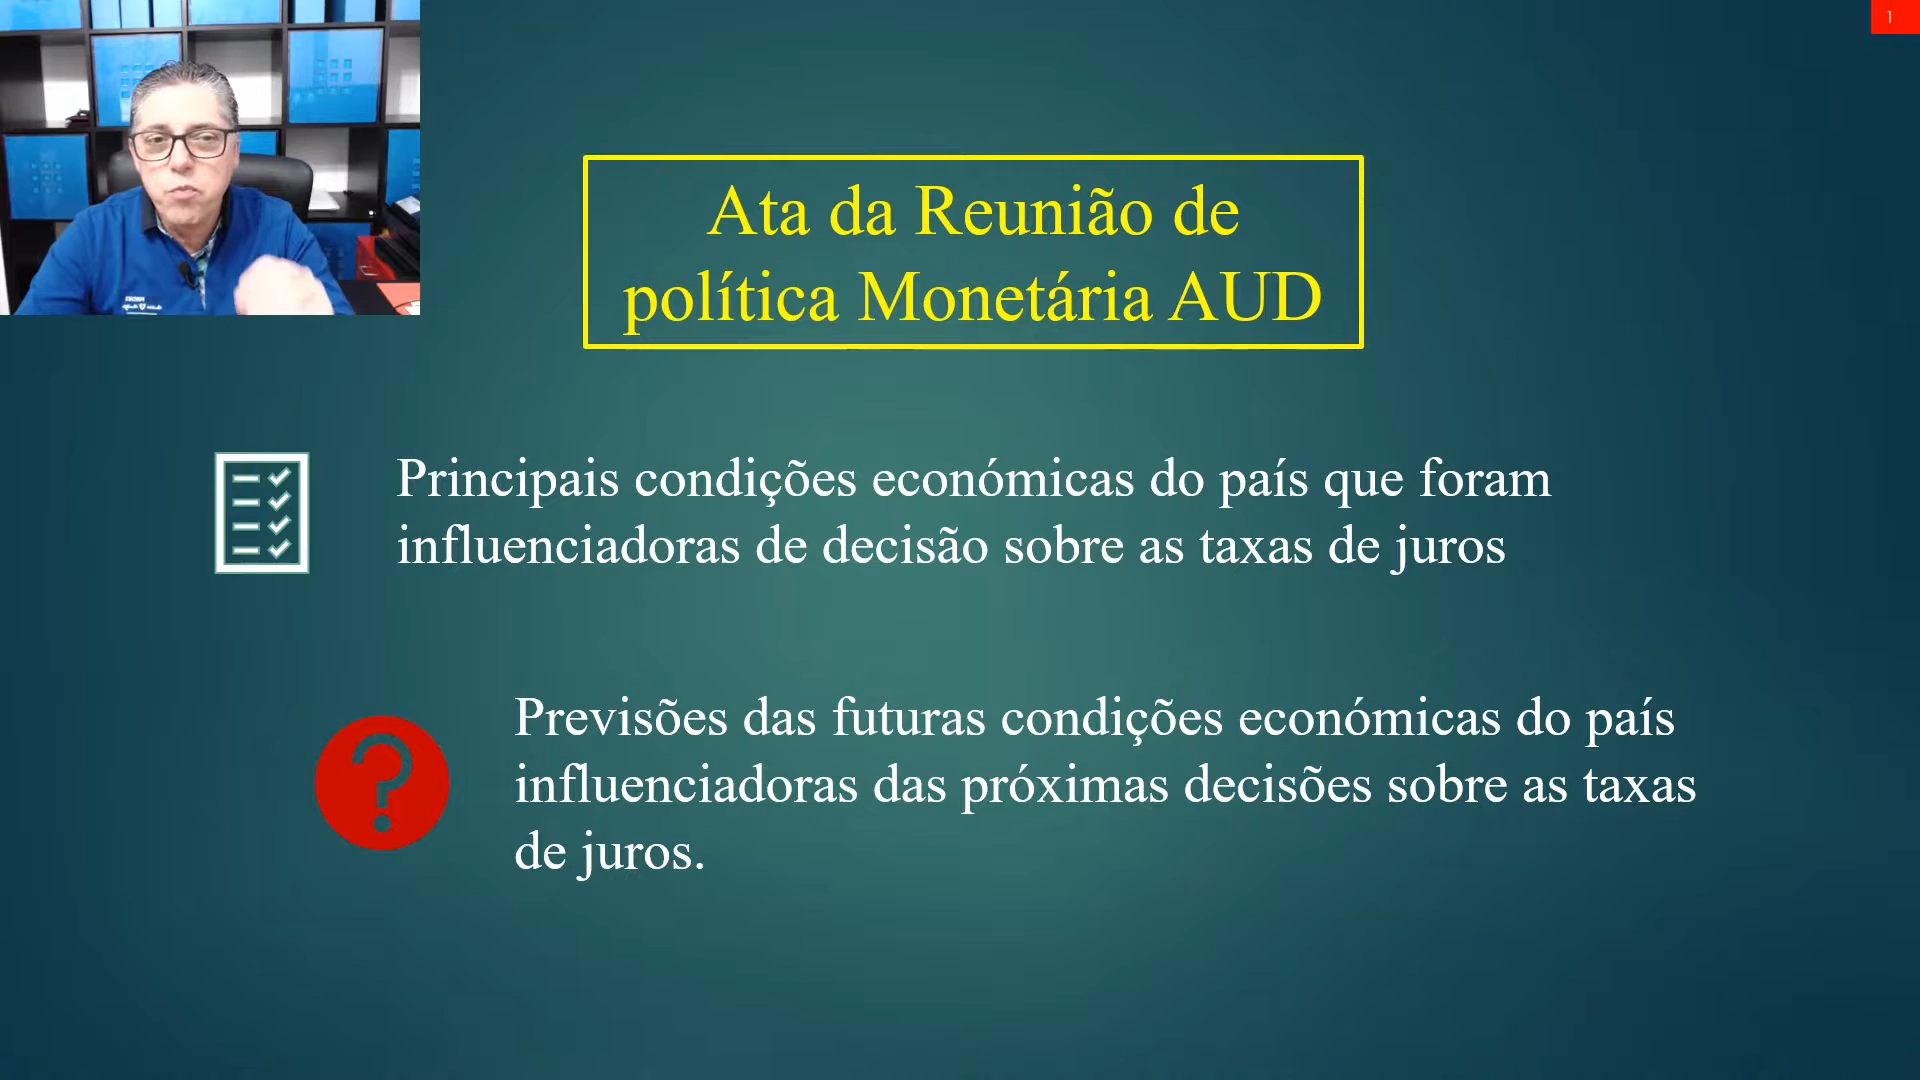 1
Ata da Reunião de
política Monetária AUD
Principais condições económicas do país que foram
influenciadoras de decisão sobre as taxas de juros
Previsões das futuras condições económicas do país
influenciadoras das próximas decisões sobre as taxas
de juros.